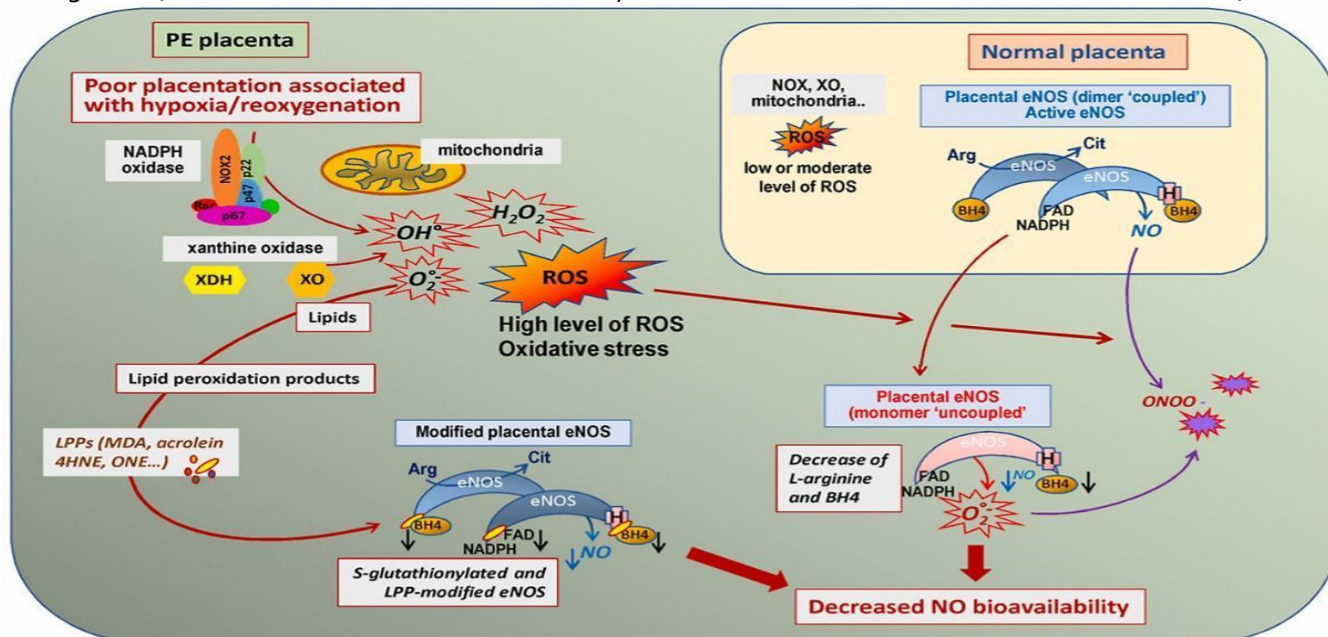 PE placenta
Poor placentation associated
with hypoxia/reoxygenation
NADPH
oxidase
NOX2
p22
p47
p67
mitochondria
OH°
H2O2
O2°-
xanthine oxidase
XDH
XO
ROS
High level of ROS
Oxidative stress
Lipids
Lipid peroxidation products
LPPs (MDA, acrolein
4HNE, ONE...)
Modified placental eNOS
Arg
Cit
eNOS
eNOS
BH4
FAD
NADPH
NO
H
BH4
S-glutathionylated and
LPP-modified eNOS
Normal placenta
NOX, XO,
mitochondria..
ROS
low or moderate
level of ROS
Placental eNOS (dimer 'coupled')
Active eNOS
Arg
Cit
eNOS
eNOS
BH4
FAD
NADPH
NO
H
BH4
Placental eNOS
(monomer 'uncoupled'
eNOS
Decrease of
L-arginine
and BH4
FAD
NADPH
NO
H
BH4
O2°-
ONOO -
Decreased NO bioavailability